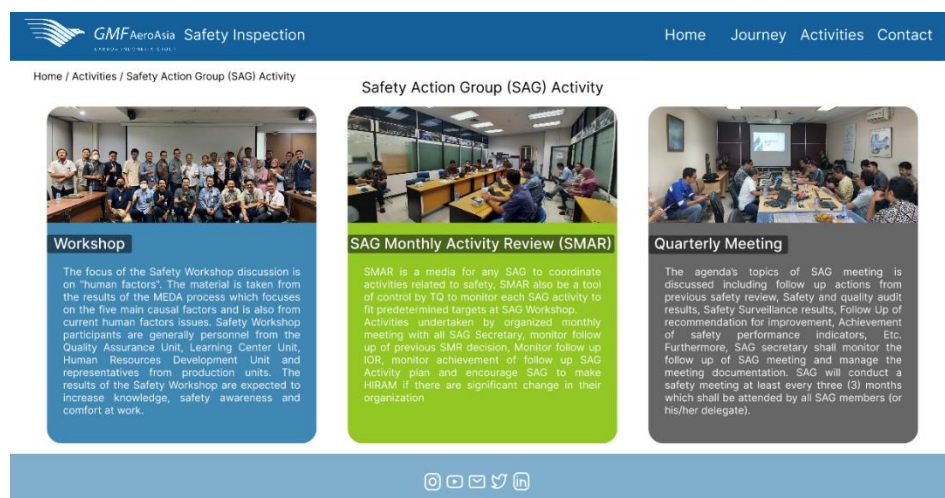 GMF AeroAsia Safety Inspection
Home Journey Activities Contact
Home / Activities / Safety Action Group (SAG) Activity
Safety Action Group (SAG) Activity
Workshop
The focus of the Safety Workshop discussion is
on "human factors". The material is taken from
the results of the MEDA process which focuses
on the five main causal factors and is also from
current human factors issues. Safety Workshop
participants are generally personnel from the
Quality Assurance Unit, Learning Center Unit,
Human Resources Development Unit and
representatives from production units. The
results of the Safety Workshop are expected to
increase knowledge, safety awareness and
comfort at work.
SAG Monthly Activity Review (SMAR)
SMAR is a media for any SAG to coordinate
activities related to safety, SMAR also be a tool
of control by TQ to monitor each SAG activity to
fit predetermined targets at SAG Workshop.
Activities undertaken by organized monthly
meeting with all SAG Secretary, monitor follow
up of previous SMR decision, Monitor follow up
IOR, monitor achievement of follow up SAG
Activity plan and encourage SAG to make
HIRAM if there are significant change in their
organization
Quarterly Meeting
The agenda's topics of SAG meeting is
discussed including follow up actions from
previous safety review, Safety and quality audit
results, Safety Surveillance results, Follow Up of
recommendation for improvement, Achievement
of safety performance indicators, Etc.
Furthermore, SAG secretary shall monitor the
follow up of SAG meeting and manage the
meeting documentation. SAG will conduct a
safety meeting at least every three (3) months
which shall be attended by all SAG members (or
his/her delegate).